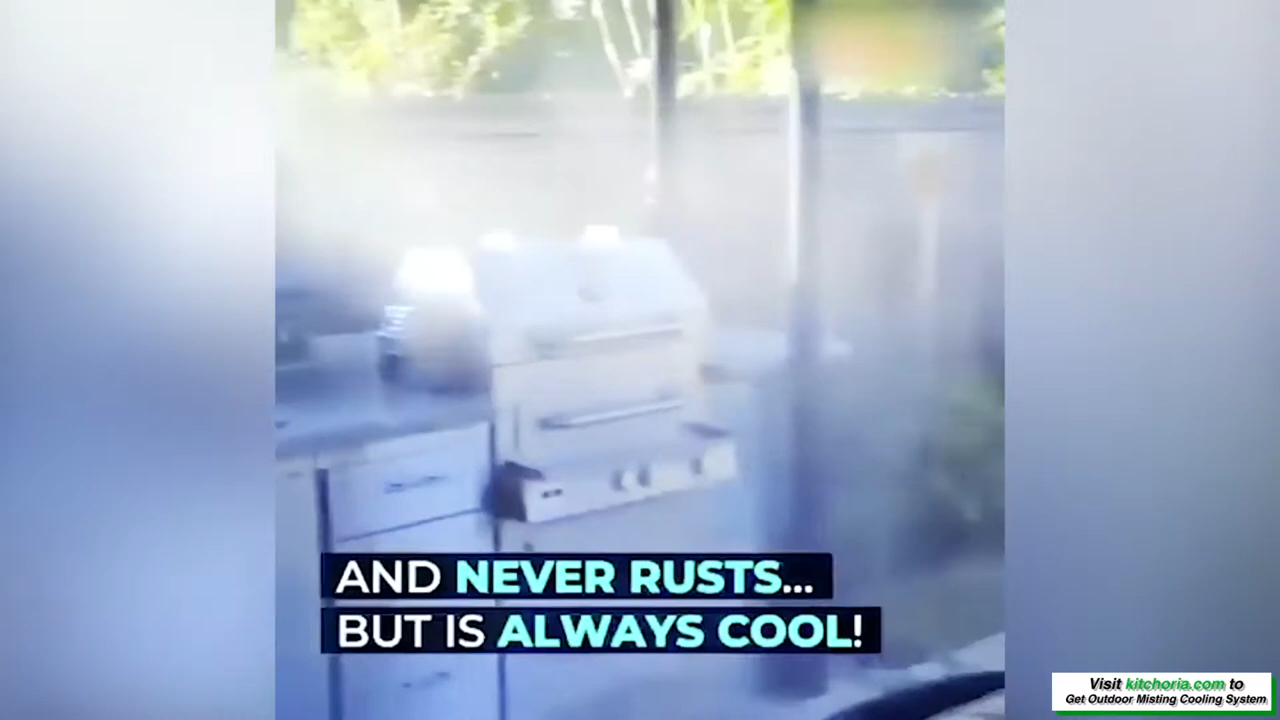 AND NEVER RUSTS...
BUT IS ALWAYS COOL!
Visit kitchoria.com to
Get Outdoor Misting Cooling System